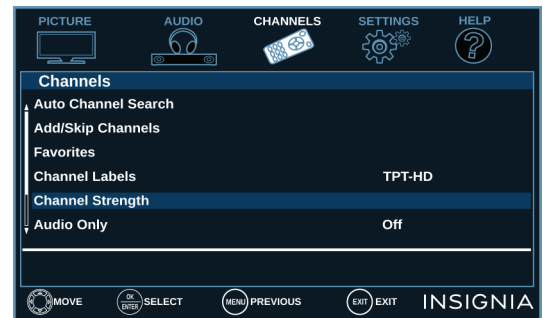 PICTURE AUDIO CHANNELS SETTINGS HELP
Channels
Auto Channel Search
Add/Skip Channels
Favorites
Channel Labels TPT-HD
Channel Strength
Audio Only Off
MOVE OK ENTER SELECT MENU PREVIOUS EXIT EXIT INSIGNIA